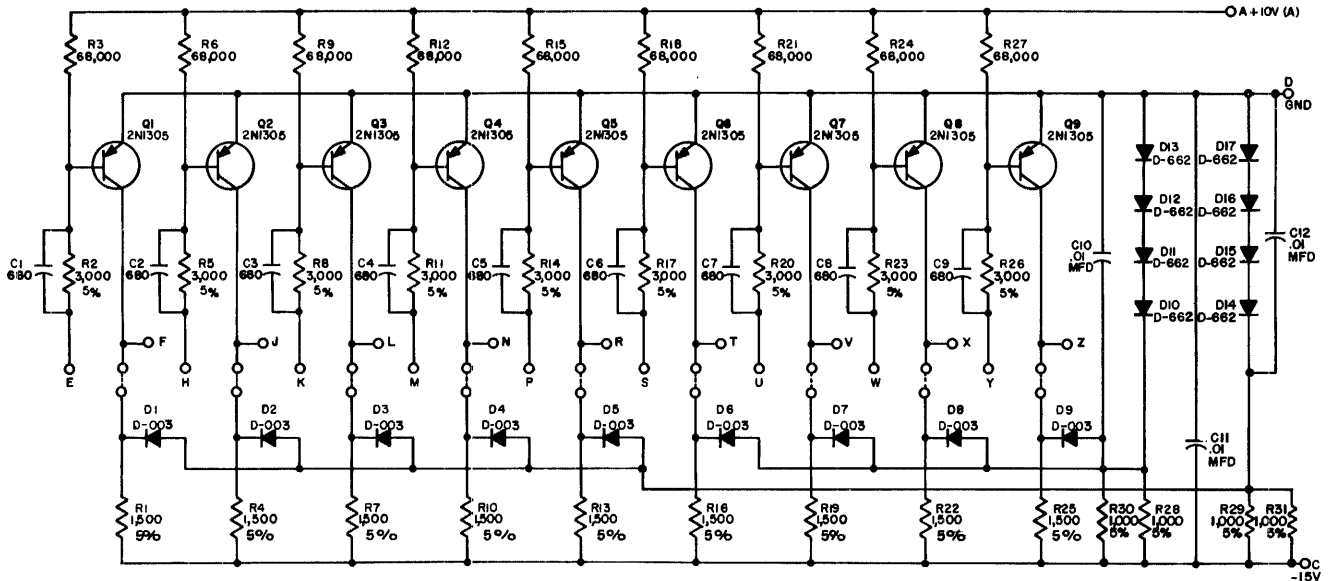 A +10V (A)
R3 68,000
R6 68,000
R9 68,000
R12 68,000
R15 68,000
R18 68,000
R21 68,000
R24 68,000
R27 68,000
D
GND
Q1 2N1305
Q2 2N1305
Q3 2N1305
Q4 2N1305
Q5 2N1305
Q6 2N1305
Q7 2N1305
Q8 2N1305
Q9 2N1305
D13 D-662
D17 D-662
D12 D-662
D16 D-662
D11 D-662
D15 D-662
D10 D-662
D14 D-662
C1 680
R2 3,000 5%
C2 680
R5 3,000 5%
C3 680
R8 3,000 5%
C4 680
R11 3,000 5%
C5 680
R14 3,000 5%
C6 680
R17 3,000 5%
C7 680
R20 3,000 5%
C8 680
R23 3,000 5%
C9 680
R26 3,000 5%
C10 .01 MFD
C12 .01 MFD
F J L N R T V X Z
E H K M P S U W Y
D1 D-003
D2 D-003
D3 D-003
D4 D-003
D5 D-003
D6 D-003
D7 D-003
D8 D-003
D9 D-003
C11 .01 MFD
R1 1,500 5%
R4 1,500 5%
R7 1,500 5%
R10 1,500 5%
R13 1,500 5%
R16 1,500 5%
R19 1,500 5%
R22 1,500 5%
R25 1,500 5%
R30 1,000 5%
R28 1,000 5%
R29 1,000 5%
R31 1,000 5%
C
-15V